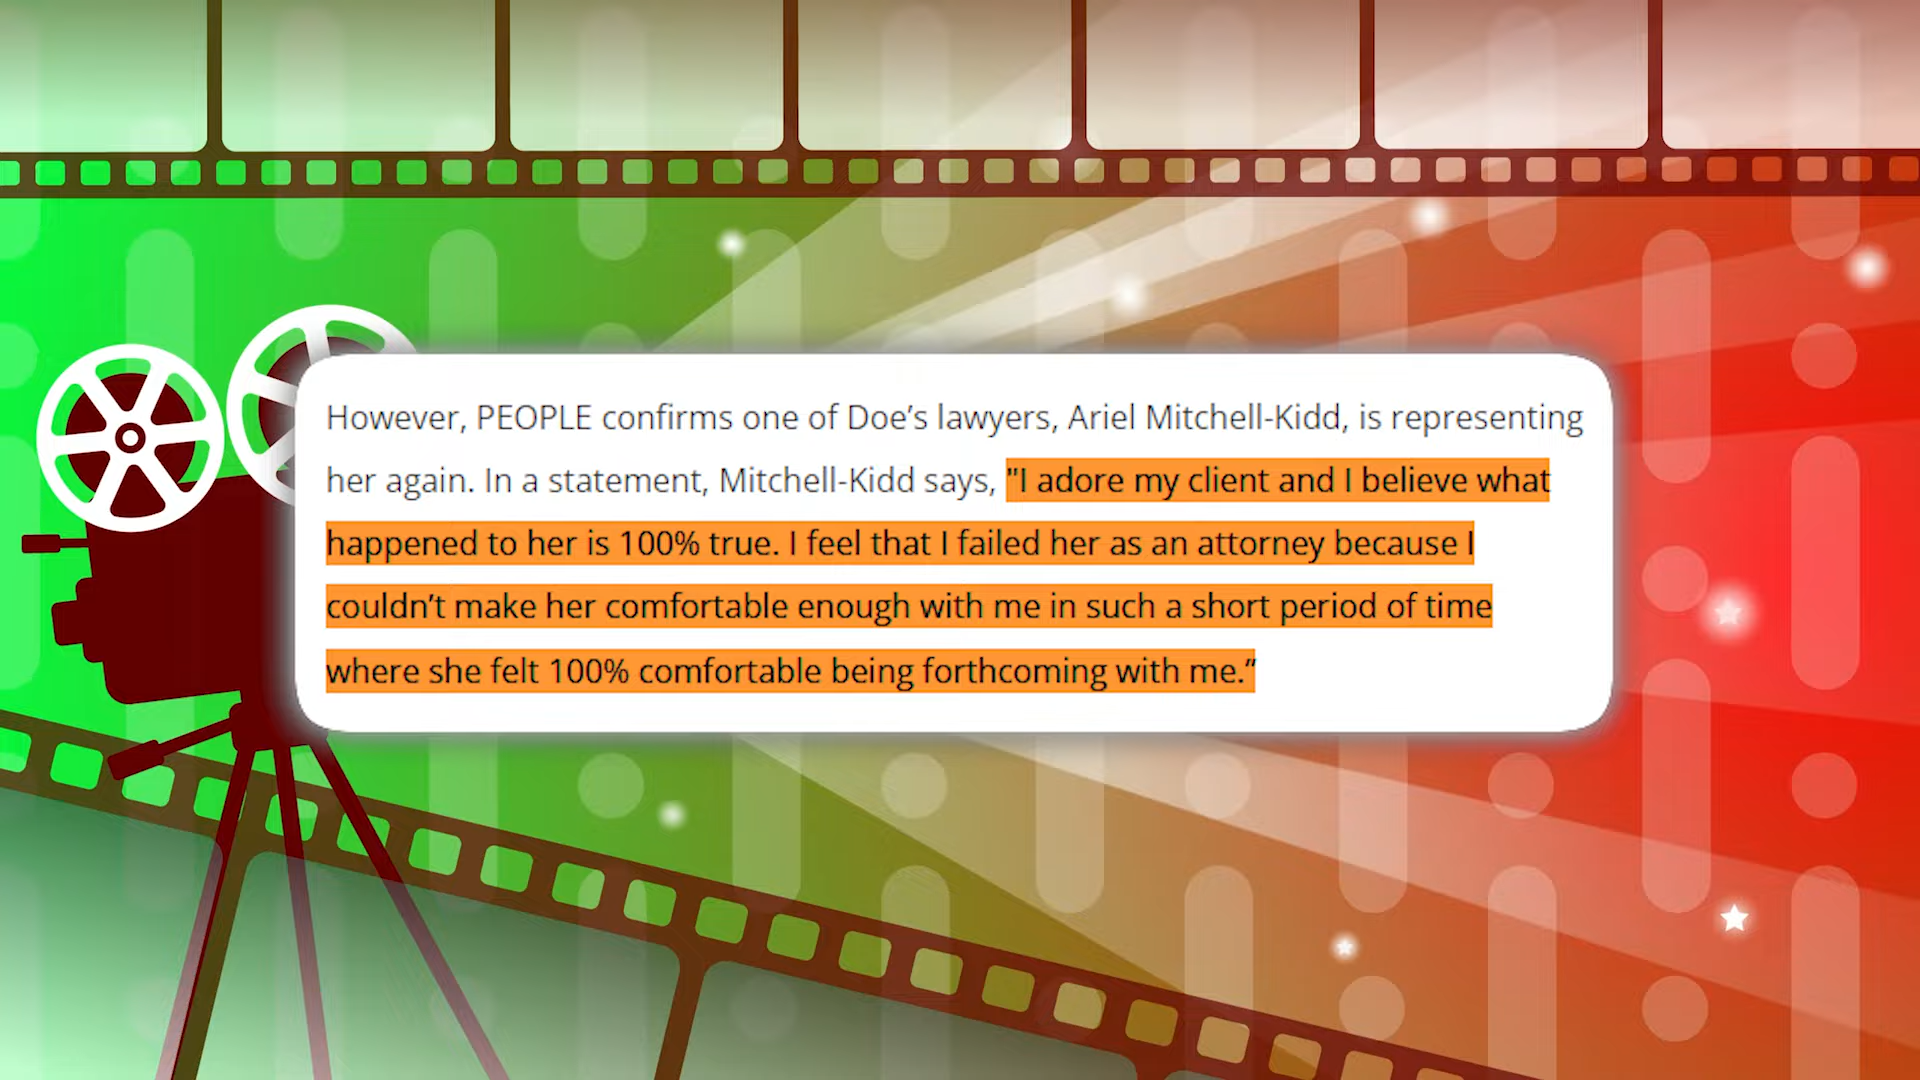 However, PEOPLE confirms one of Doe’s lawyers, Ariel Mitchell-Kidd, is representing
her again. In a statement, Mitchell-Kidd says, "I adore my client and I believe what
happened to her is 100% true. I feel that I failed her as an attorney because I
couldn’t make her comfortable enough with me in such a short period of time
where she felt 100% comfortable being forthcoming with me.”